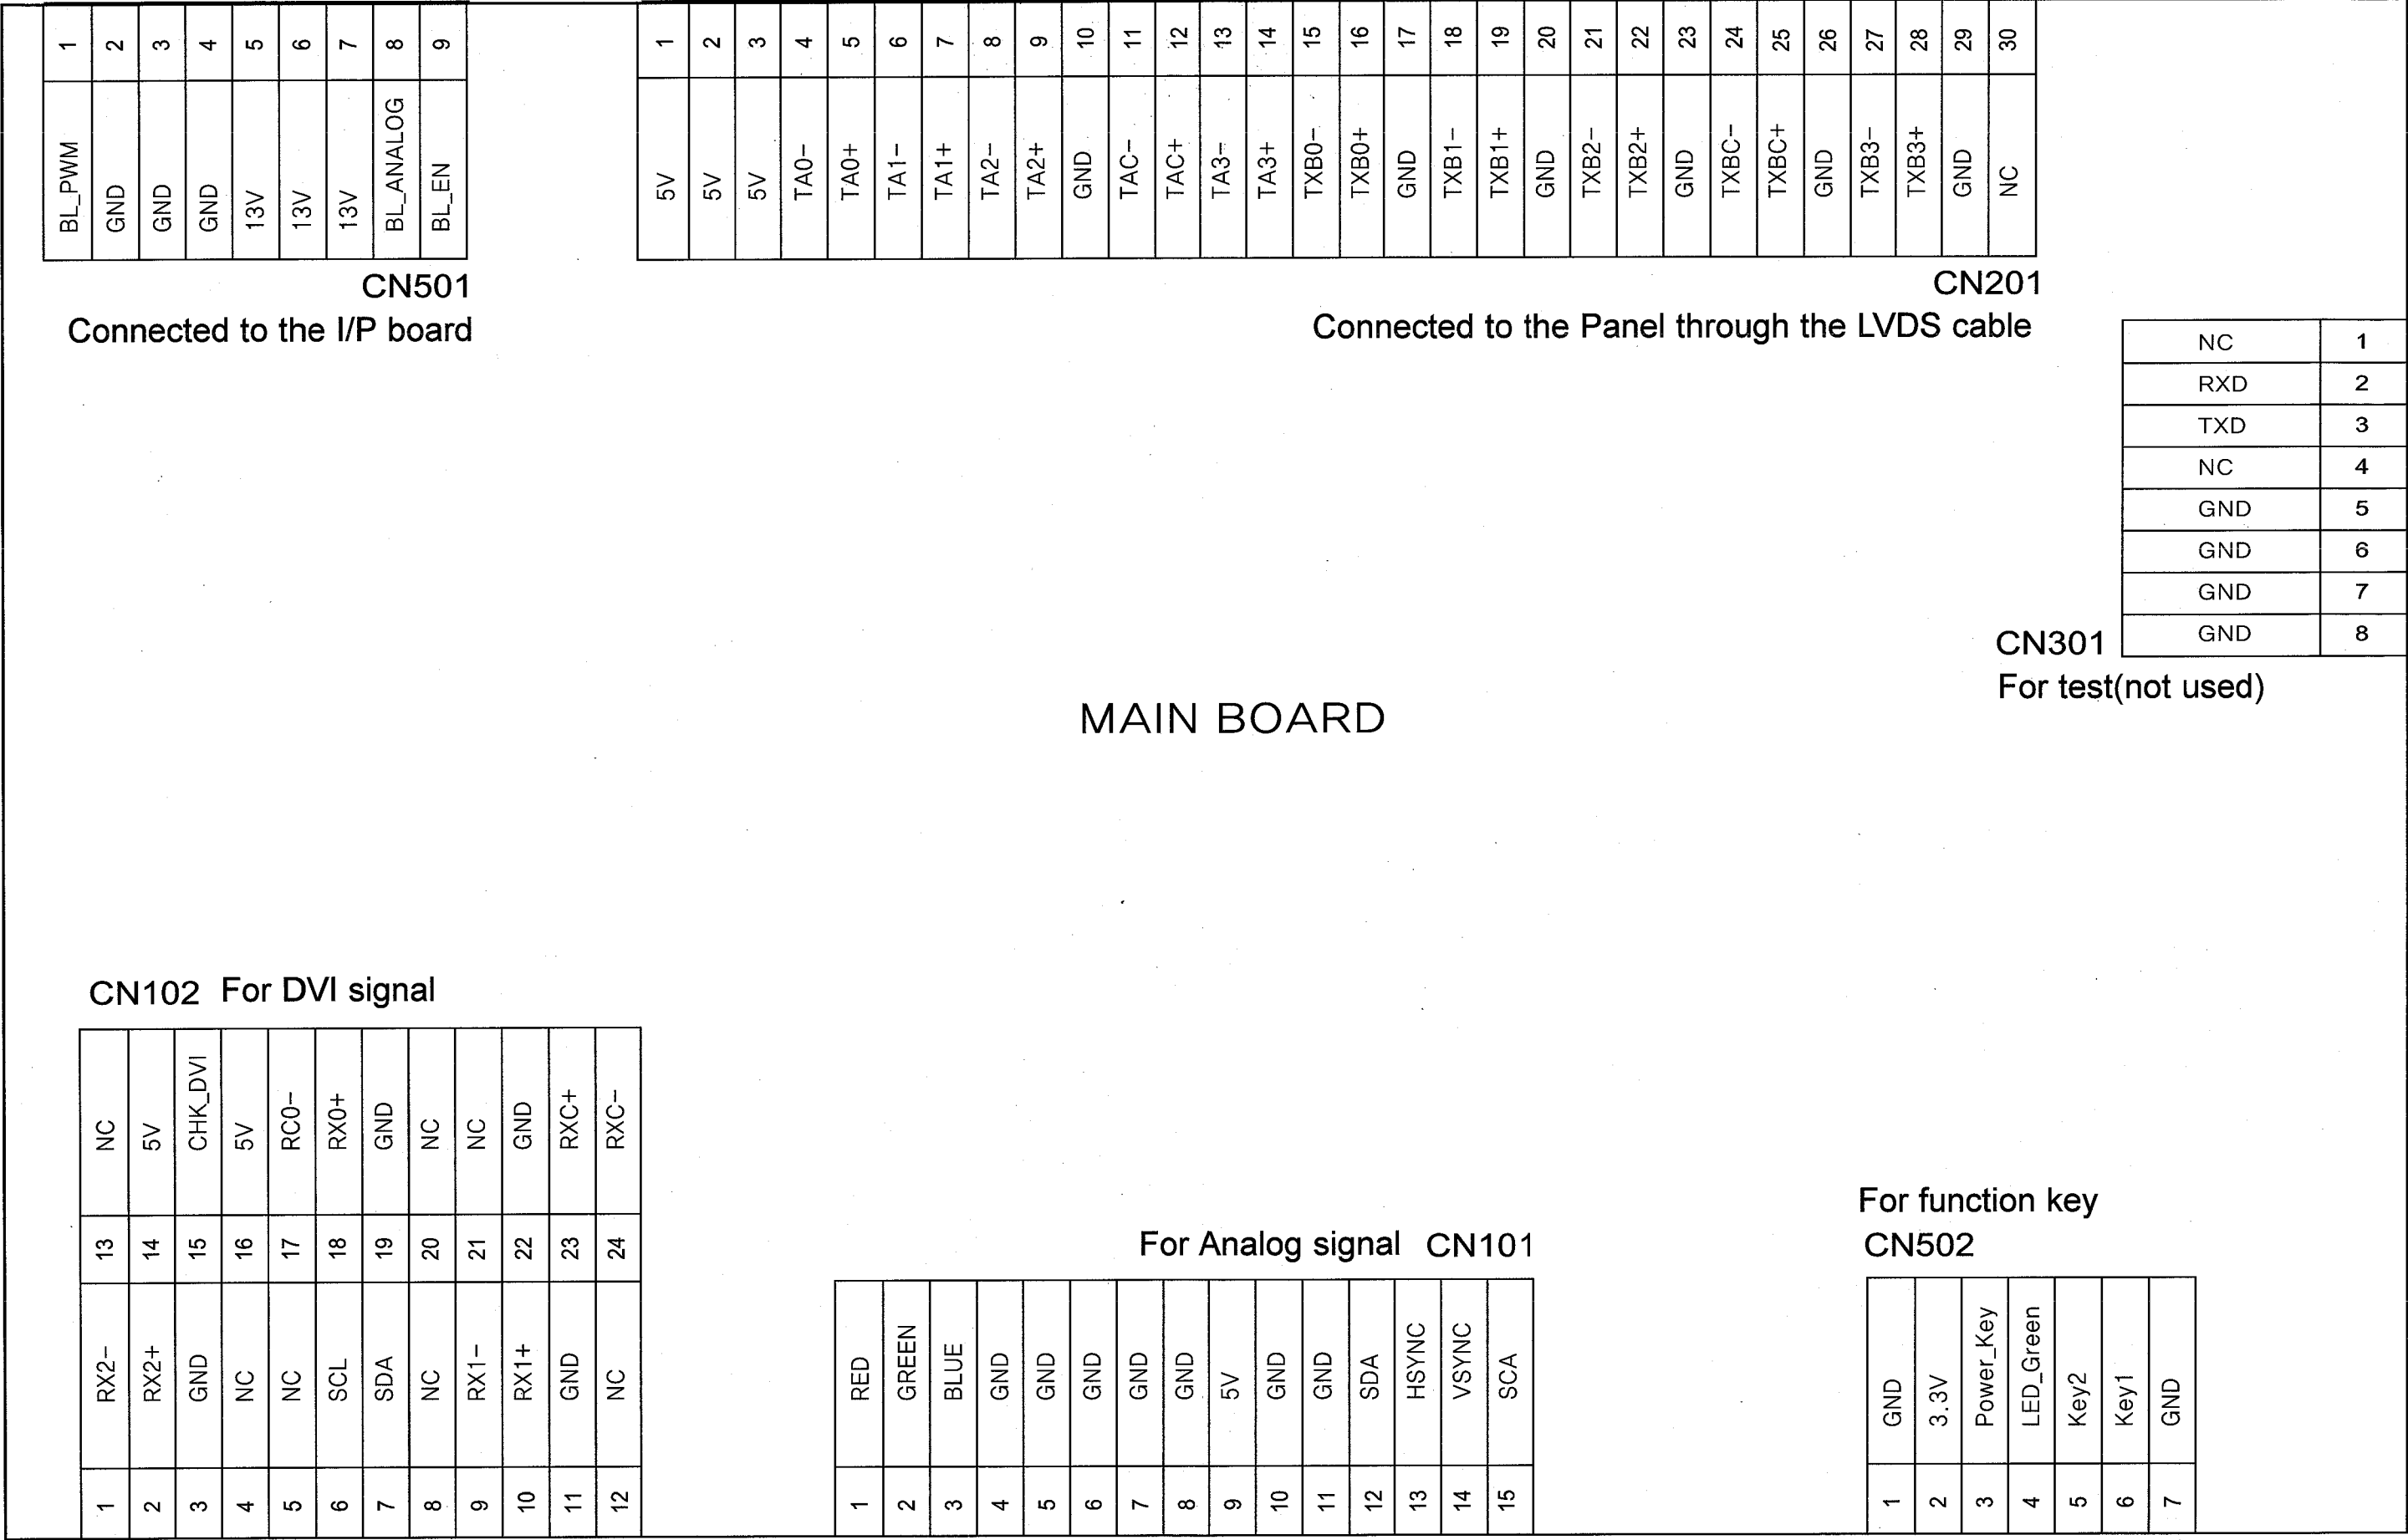 1 2 3 4 5 6 7 8 9
BL_PWM GND GND GND 13V 13V 13V BL_ANALOG BL_EN
CN501
Connected to the I/P board
1 2 3 4 5 6 7 8 9 10 11 12 13 14 15 16 17 18 19 20 21 22 23 24 25 26 27 28 29 30
5V 5V 5V TA0- TA0+ TA1- TA1+ TA2- TA2+ GND TAC- TAC+ TA3- TA3+ TXB0- TXB0+ GND TXB1- TXB1+ GND TXB2- TXB2+ GND TXBC- TXBC+ GND TXB3- TXB3+ GND NC
CN201
Connected to the Panel through the LVDS cable
NC 1
RXD 2
TXD 3
NC 4
GND 5
GND 6
GND 7
GND 8
CN301
For test(not used)
MAIN BOARD
CN102 For DVI signal
NC 5V CHK_DVI 5V RC0- RX0+ GND NC NC GND RXC+ RXC-
13 14 15 16 17 18 19 20 21 22 23 24
RX2- RX2+ GND NC NC SCL SDA NC RX1- RX1+ GND NC
1 2 3 4 5 6 7 8 9 10 11 12
For Analog signal CN101
RED GREEN BLUE GND GND GND GND GND 5V GND GND SDA HSYNC VSYNC SCA
1 2 3 4 5 6 7 8 9 10 11 12 13 14 15
For function key
CN502
GND 3.3V Power_Key LED_Green Key2 Key1 GND
1 2 3 4 5 6 7